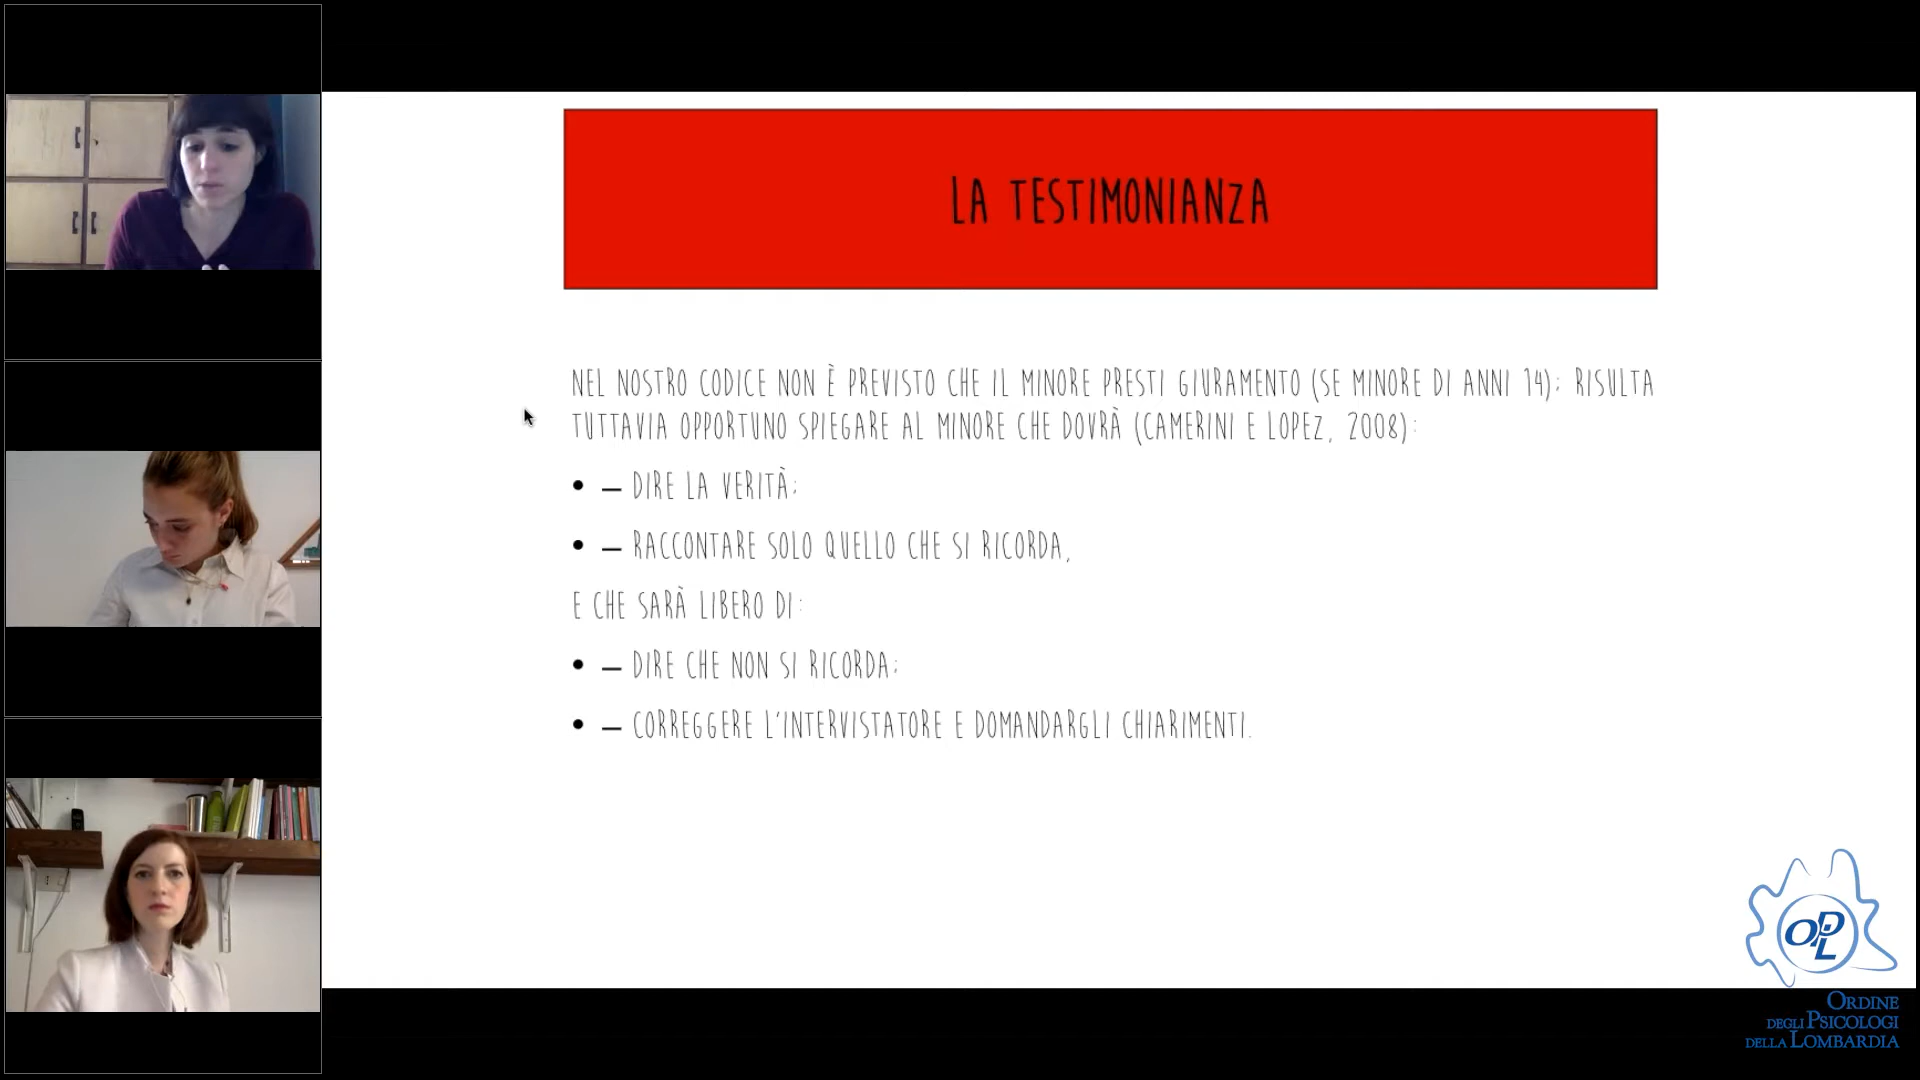 LA TESTIMONIANZA
NEL NOSTRO CODICE NON È PREVISTO CHE IL MINORE PRESTI GIURAMENTO (SE MINORE DI ANNI 14); RISULTA
TUTTAVIA OPPORTUNO SPIEGARE AL MINORE CHE DOVRÀ (CAMERINI E LOPEZ, 2008):
• – DIRE LA VERITÀ;
• – RACCONTARE SOLO QUELLO CHE SI RICORDA,
E CHE SARÀ LIBERO DI:
• – DIRE CHE NON SI RICORDA;
• – CORREGGERE L'INTERVISTATORE E DOMANDARGLI CHIARIMENTI.
OPL
ORDINE
DEGLI PSICOLOGI
DELLA LOMBARDIA